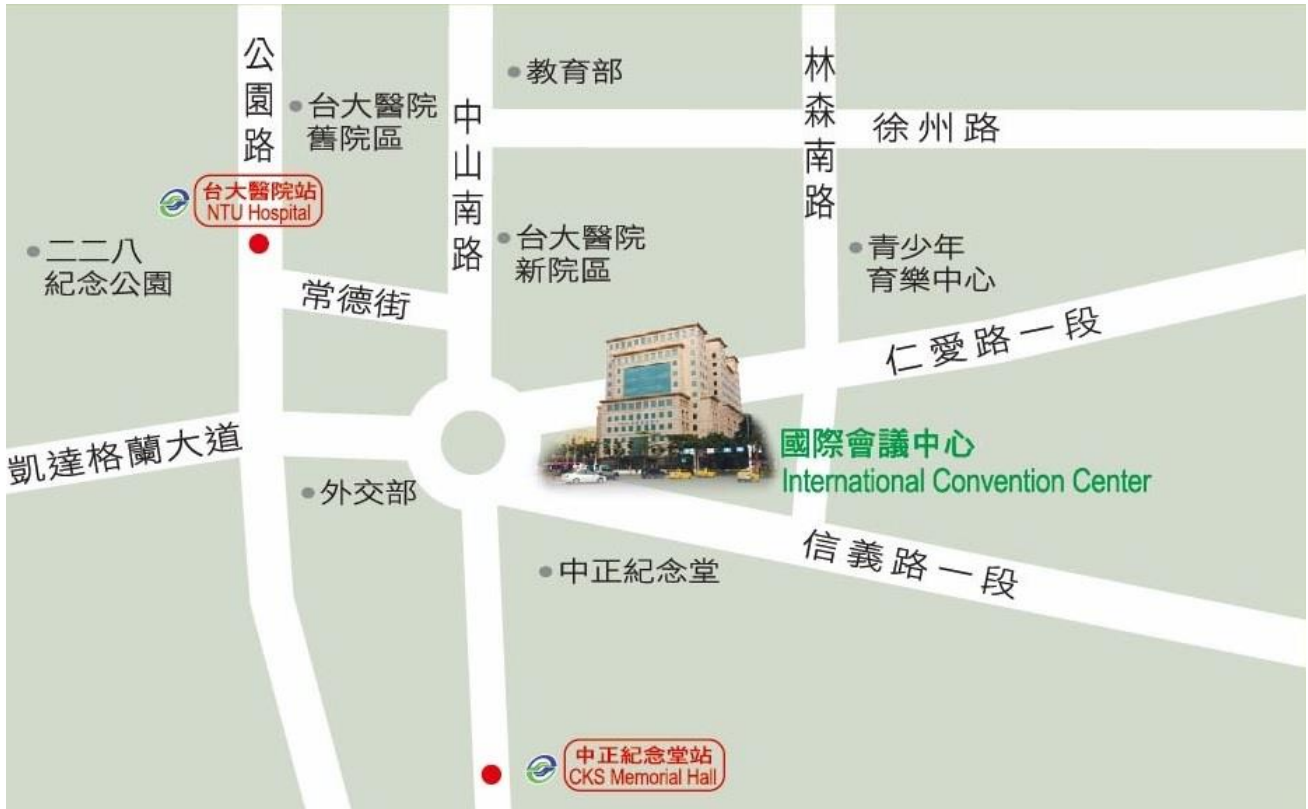 公園路
台大醫院
舊院區
中山南路
教育部
林森南路
徐州路
台大醫院站
NTU Hospital
二二八
紀念公園
常德街
台大醫院
新院區
青少年
育樂中心
仁愛路一段
凱達格蘭大道
外交部
國際會議中心
International Convention Center
信義路一段
中正紀念堂
中正紀念堂站
CKS Memorial Hall